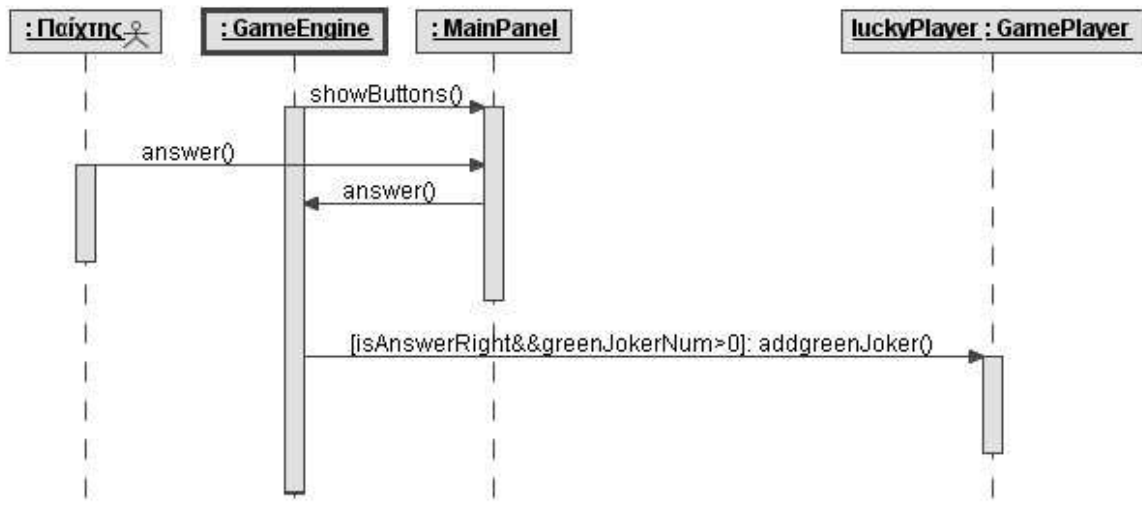 : Παίχτης
: GameEngine
: MainPanel
luckyPlayer : GamePlayer
showButtons()
answer()
answer()
[isAnswerRight&&greenJokerNum>0]: addgreenJoker()